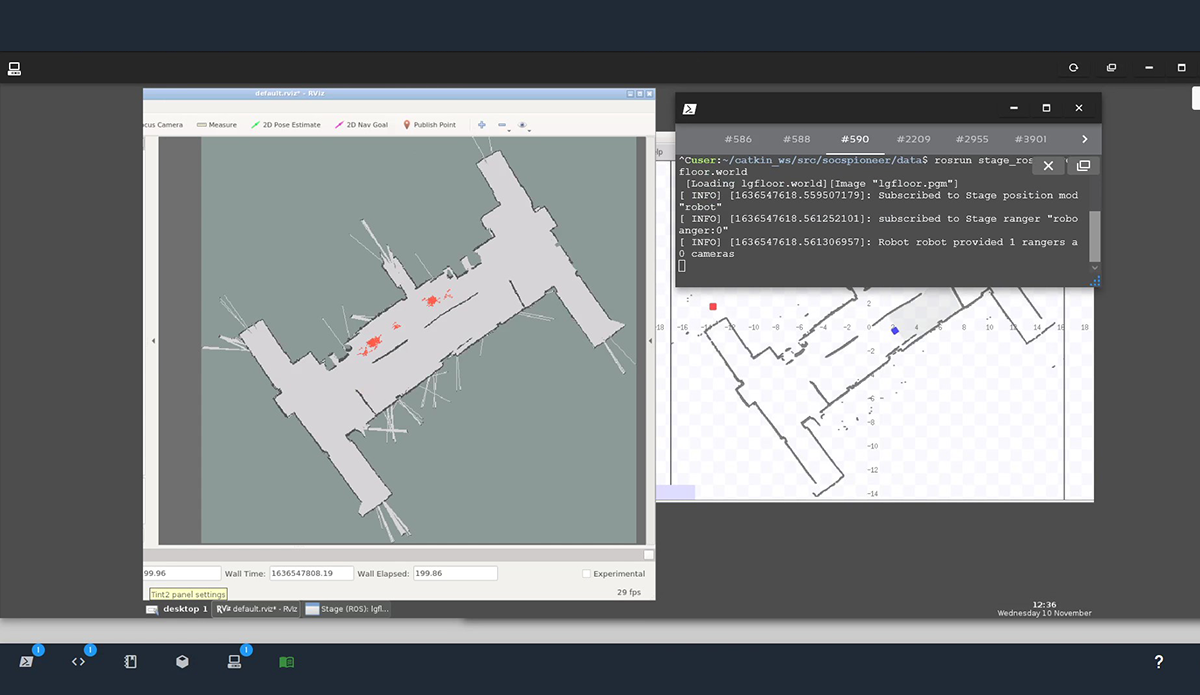 default.rviz* - RViz
cus Camera
Measure
2D Pose Estimate
2D Nav Goal
Publish Point
lp
#586
#588
#590
#2209
#2955
#3901
^Cuser:~/catkin_ws/src/socspioneer/data$ rosrun stage_ros
floor.world
[Loading lgfloor.world][Image "lgfloor.pgm"]
[ INFO] [1636547618.559507179]: Subscribed to Stage position mod
"robot"
[ INFO] [1636547618.561252101]: subscribed to Stage ranger "robo
anger:0"
[ INFO] [1636547618.561306957]: Robot robot provided 1 rangers a
0 cameras
2
-18 -16 -12 -10 -8 -6 -4 -2 0 2 4 6 8 10 12 14 16 18
-2
-4
-6
-8
-10
-12
-14
99.96
Wall Time: 1636547808.19
Wall Elapsed: 199.86
Experimental
29 fps
Tint2 panel settings
desktop 1
RViz default.rviz* - RViz
Stage (ROS): lgfl...
12:36
Wednesday 10 November
1
1
1
?